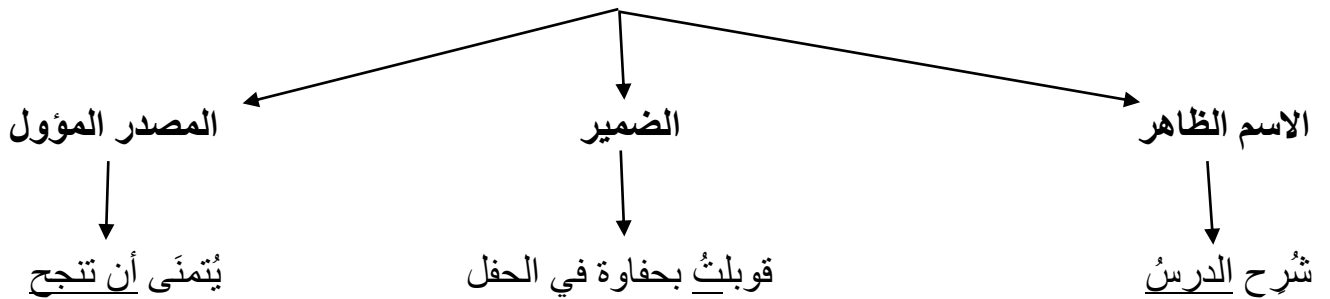 الاسم الظاهر الضمير المصدر المؤول
شُرِح الدرسُ قوبلتُ بحفاوة في الحفل يُتمنَى أن تنجح